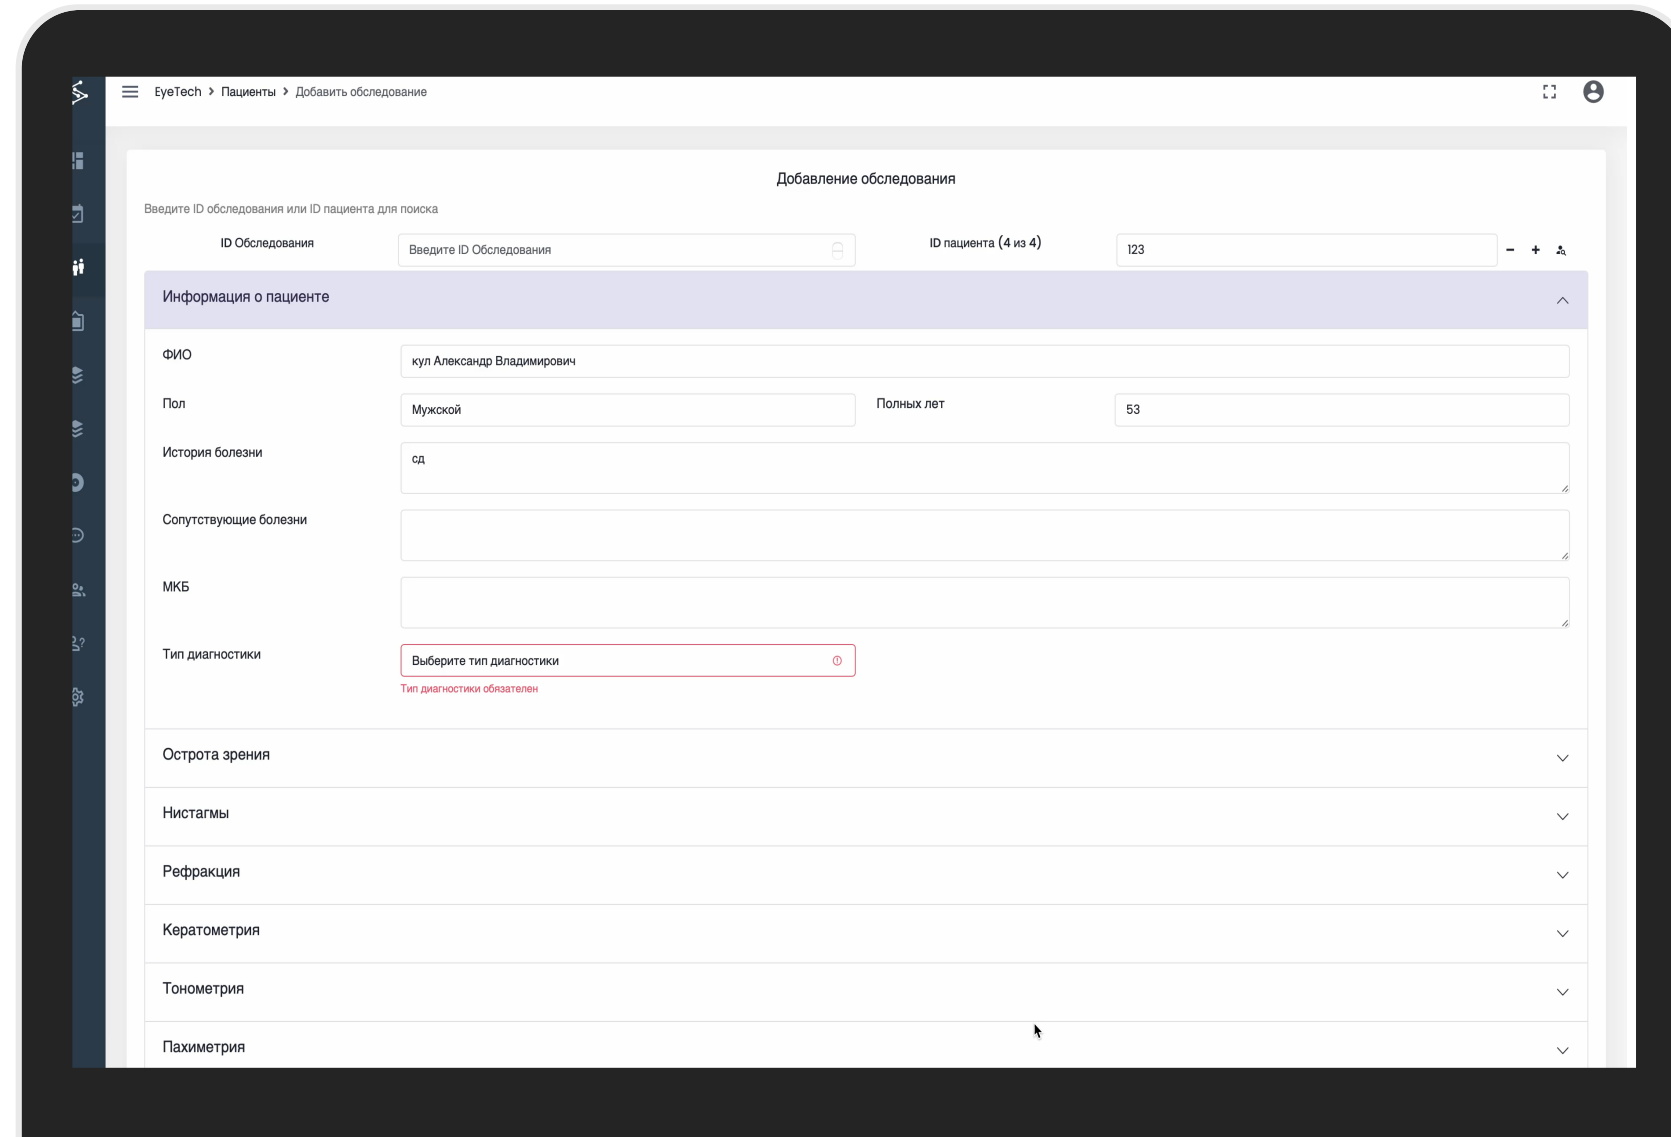 EyeTech > Пациенты > Добавить обследование
Добавление обследования
Введите ID обследования или ID пациента для поиска
ID Обследования Введите ID Обследования ID пациента (4 из 4) 123
Информация о пациенте
ФИО кул Александр Владимирович
Пол Мужской Полных лет 53
История болезни сд
Сопутствующие болезни
МКБ
Тип диагностики Выберите тип диагностики
Тип диагностики обязателен
Острота зрения
Нистагмы
Рефракция
Кератометрия
Тонометрия
Пахиметрия